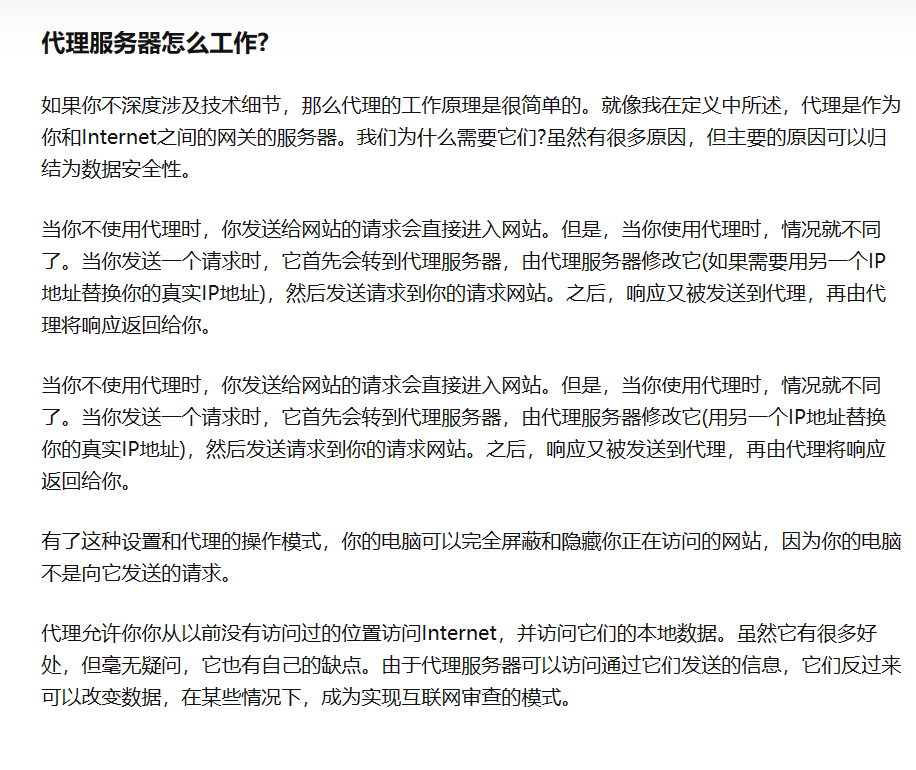 代理服务器怎么工作?
如果你不深度涉及技术细节，那么代理的工作原理是很简单的。就像我在定义中所述，代理是作为
你和Internet之间的网关的服务器。我们为什么需要它们?虽然有很多原因，但主要的原因可以归
结为数据安全性。
当你不使用代理时，你发送给网站的请求会直接进入网站。但是，当你使用代理时，情况就不同
了。当你发送一个请求时，它首先会转到代理服务器，由代理服务器修改它(如果需要用另一个IP
地址替换你的真实IP地址)，然后发送请求到你的请求网站。之后，响应又被发送到代理，再由代
理将响应返回给你。
当你不使用代理时，你发送给网站的请求会直接进入网站。但是，当你使用代理时，情况就不同
了。当你发送一个请求时，它首先会转到代理服务器，由代理服务器修改它(用另一个IP地址替换
你的真实IP地址)，然后发送请求到你的请求网站。之后，响应又被发送到代理，再由代理将响应
返回给你。
有了这种设置和代理的操作模式，你的电脑可以完全屏蔽和隐藏你正在访问的网站，因为你的电脑
不是向它发送的请求。
代理允许你你从以前没有访问过的位置访问Internet，并访问它们的本地数据。虽然它有很多好
处，但毫无疑问，它也有自己的缺点。由于代理服务器可以访问通过它们发送的信息，它们反过来
可以改变数据，在某些情况下，成为实现互联网审查的模式。